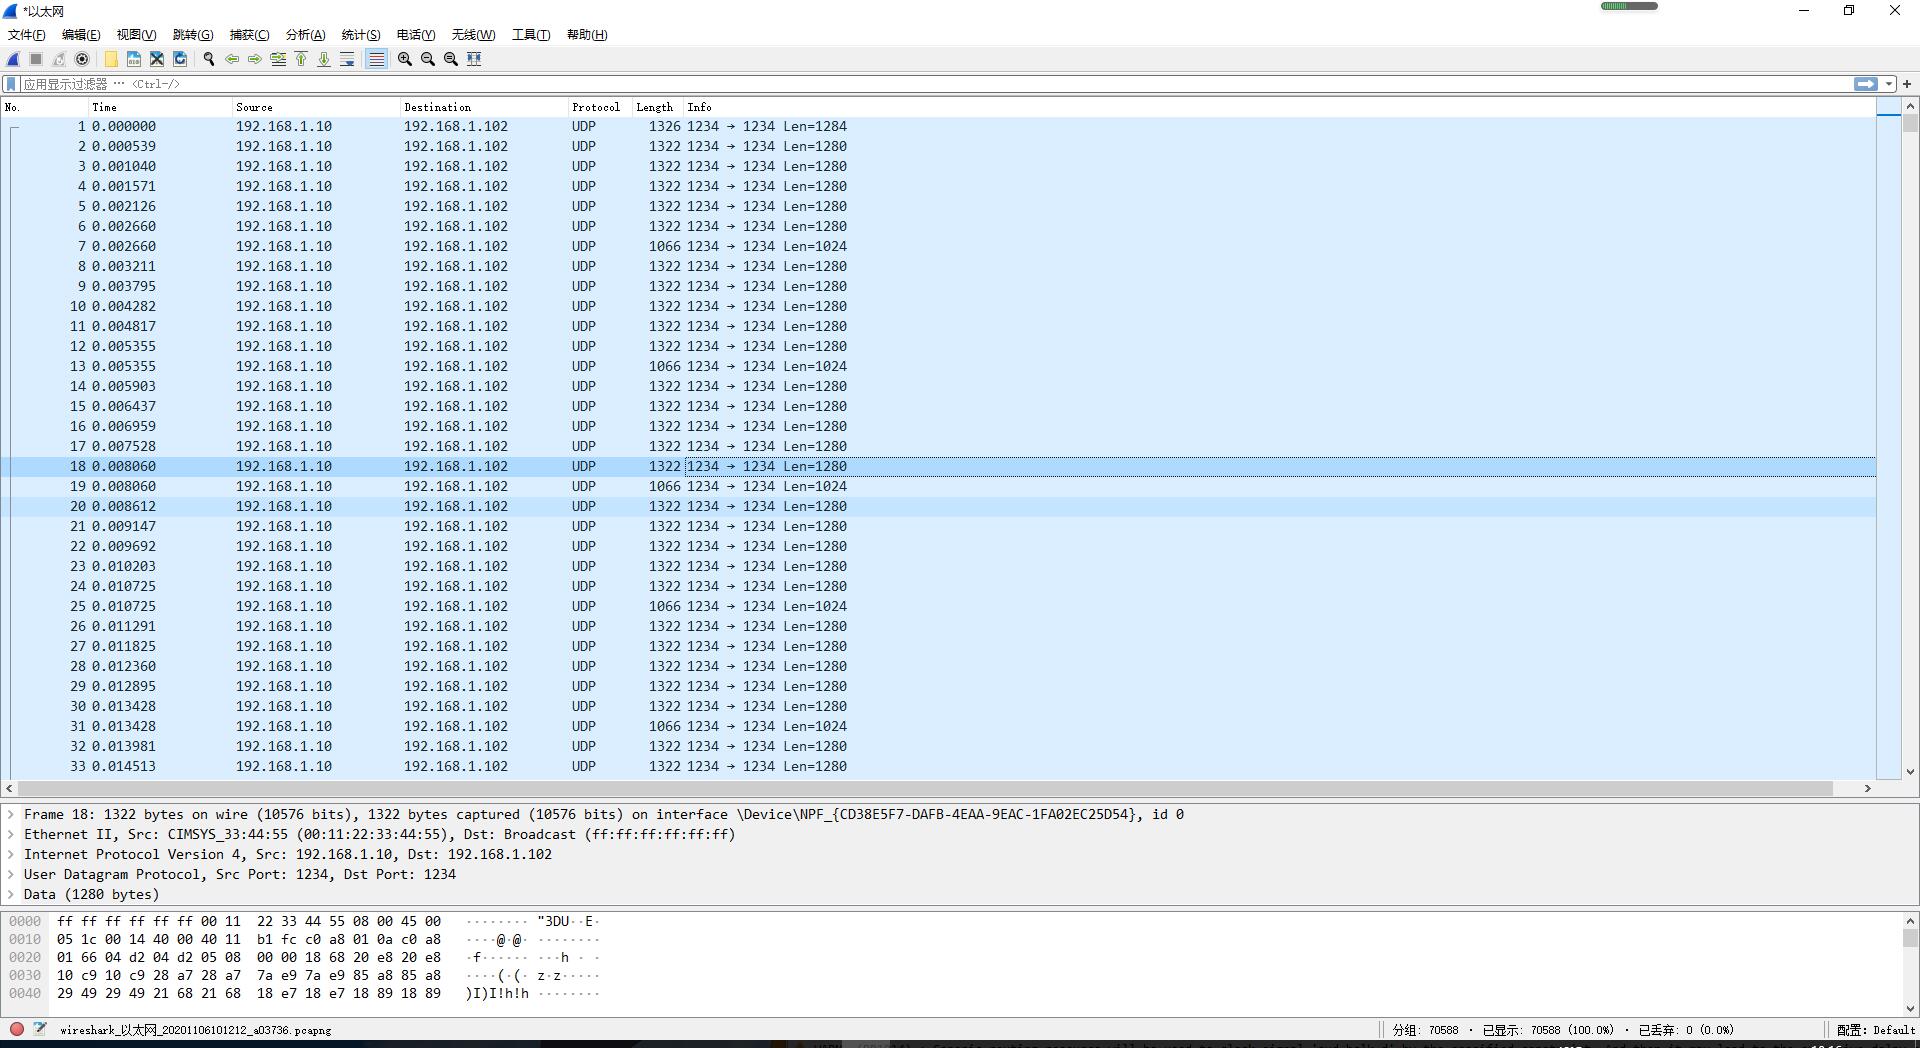 *以太网
文件(F) 编辑(E) 视图(V) 跳转(G) 捕获(C) 分析(A) 统计(S) 电话(Y) 无线(W) 工具(T) 帮助(H)
应用显示过滤器 … <Ctrl-/>
No. Time Source Destination Protocol Length Info
1 0.000000 192.168.1.10 192.168.1.102 UDP 1326 1234 → 1234 Len=1284
2 0.000539 192.168.1.10 192.168.1.102 UDP 1322 1234 → 1234 Len=1280
3 0.001040 192.168.1.10 192.168.1.102 UDP 1322 1234 → 1234 Len=1280
4 0.001571 192.168.1.10 192.168.1.102 UDP 1322 1234 → 1234 Len=1280
5 0.002126 192.168.1.10 192.168.1.102 UDP 1322 1234 → 1234 Len=1280
6 0.002660 192.168.1.10 192.168.1.102 UDP 1322 1234 → 1234 Len=1280
7 0.002660 192.168.1.10 192.168.1.102 UDP 1066 1234 → 1234 Len=1024
8 0.003211 192.168.1.10 192.168.1.102 UDP 1322 1234 → 1234 Len=1280
9 0.003795 192.168.1.10 192.168.1.102 UDP 1322 1234 → 1234 Len=1280
10 0.004282 192.168.1.10 192.168.1.102 UDP 1322 1234 → 1234 Len=1280
11 0.004817 192.168.1.10 192.168.1.102 UDP 1322 1234 → 1234 Len=1280
12 0.005355 192.168.1.10 192.168.1.102 UDP 1322 1234 → 1234 Len=1280
13 0.005355 192.168.1.10 192.168.1.102 UDP 1066 1234 → 1234 Len=1024
14 0.005903 192.168.1.10 192.168.1.102 UDP 1322 1234 → 1234 Len=1280
15 0.006437 192.168.1.10 192.168.1.102 UDP 1322 1234 → 1234 Len=1280
16 0.006959 192.168.1.10 192.168.1.102 UDP 1322 1234 → 1234 Len=1280
17 0.007528 192.168.1.10 192.168.1.102 UDP 1322 1234 → 1234 Len=1280
18 0.008060 192.168.1.10 192.168.1.102 UDP 1322 1234 → 1234 Len=1280
19 0.008060 192.168.1.10 192.168.1.102 UDP 1066 1234 → 1234 Len=1024
20 0.008612 192.168.1.10 192.168.1.102 UDP 1322 1234 → 1234 Len=1280
21 0.009147 192.168.1.10 192.168.1.102 UDP 1322 1234 → 1234 Len=1280
22 0.009692 192.168.1.10 192.168.1.102 UDP 1322 1234 → 1234 Len=1280
23 0.010203 192.168.1.10 192.168.1.102 UDP 1322 1234 → 1234 Len=1280
24 0.010725 192.168.1.10 192.168.1.102 UDP 1322 1234 → 1234 Len=1280
25 0.010725 192.168.1.10 192.168.1.102 UDP 1066 1234 → 1234 Len=1024
26 0.011291 192.168.1.10 192.168.1.102 UDP 1322 1234 → 1234 Len=1280
27 0.011825 192.168.1.10 192.168.1.102 UDP 1322 1234 → 1234 Len=1280
28 0.012360 192.168.1.10 192.168.1.102 UDP 1322 1234 → 1234 Len=1280
29 0.012895 192.168.1.10 192.168.1.102 UDP 1322 1234 → 1234 Len=1280
30 0.013428 192.168.1.10 192.168.1.102 UDP 1322 1234 → 1234 Len=1280
31 0.013428 192.168.1.10 192.168.1.102 UDP 1066 1234 → 1234 Len=1024
32 0.013981 192.168.1.10 192.168.1.102 UDP 1322 1234 → 1234 Len=1280
33 0.014513 192.168.1.10 192.168.1.102 UDP 1322 1234 → 1234 Len=1280
Frame 18: 1322 bytes on wire (10576 bits), 1322 bytes captured (10576 bits) on interface \Device\NPF_{CD38E5F7-DAFB-4EAA-9EAC-1FA02EC25D54}, id 0
Ethernet II, Src: CIMSYS_33:44:55 (00:11:22:33:44:55), Dst: Broadcast (ff:ff:ff:ff:ff:ff)
Internet Protocol Version 4, Src: 192.168.1.10, Dst: 192.168.1.102
User Datagram Protocol, Src Port: 1234, Dst Port: 1234
Data (1280 bytes)
0000 ff ff ff ff ff ff 00 11 22 33 44 55 08 00 45 00 ········ "3DU··E·
0010 05 1c 00 14 40 00 40 11 b1 fc c0 a8 01 0a c0 a8 ····@·@· ········
0020 01 66 04 d2 04 d2 05 08 00 00 18 68 20 e8 20 e8 ·f······ ···h · ·
0030 10 c9 10 c9 28 a7 28 a7 7a e9 7a e9 85 a8 85 a8 ····(·(· z·z·····
0040 29 49 29 49 21 68 21 68 18 e7 18 e7 18 89 18 89 )I)I!h!h ········
wireshark_以太网_20201106101212_a03736.pcapng 分组: 70588 · 已显示: 70588 (100.0%) · 已丢弃: 0 (0.0%) 配置: Default